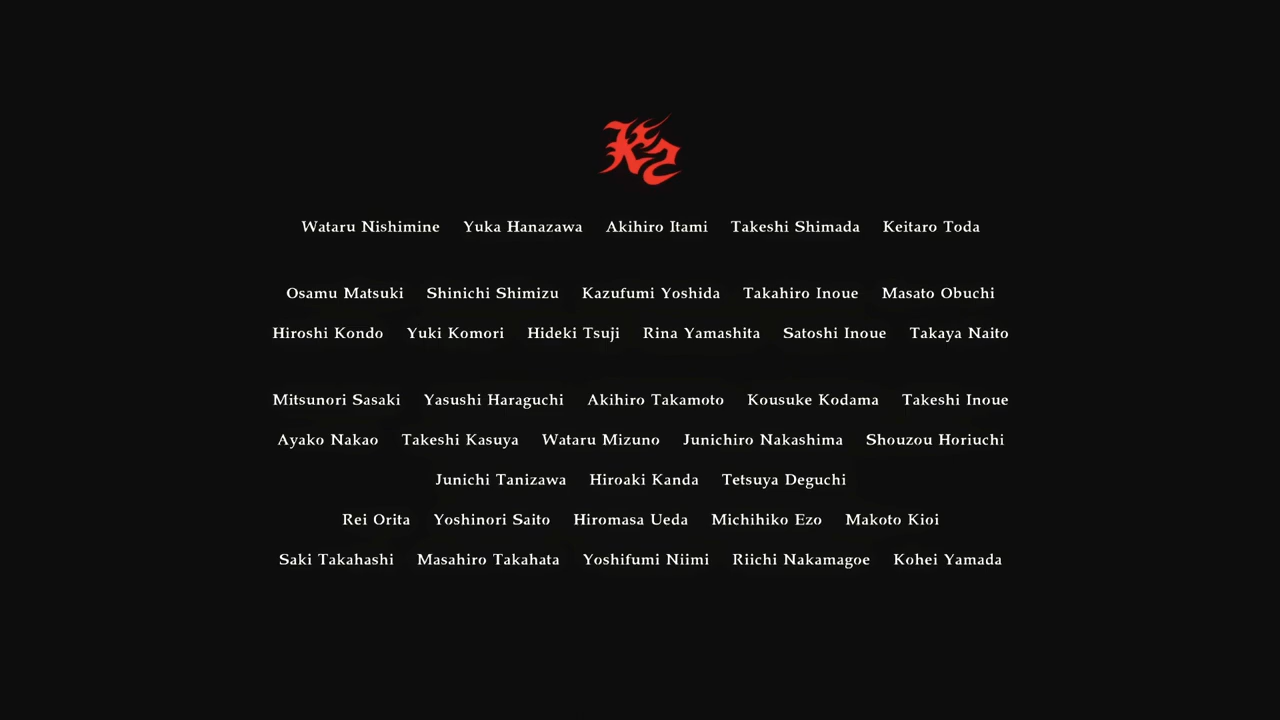 K2
Wataru Nishimine Yuka Hanazawa Akihiro Itami Takeshi Shimada Keitaro Toda
Osamu Matsuki Shinichi Shimizu Kazufumi Yoshida Takahiro Inoue Masato Obuchi
Hiroshi Kondo Yuki Komori Hideki Tsuji Rina Yamashita Satoshi Inoue Takaya Naito
Mitsunori Sasaki Yasushi Haraguchi Akihiro Takamoto Kousuke Kodama Takeshi Inoue
Ayako Nakao Takeshi Kasuya Wataru Mizuno Junichiro Nakashima Shouzou Horiuchi
Junichi Tanizawa Hiroaki Kanda Tetsuya Deguchi
Rei Orita Yoshinori Saito Hiromasa Ueda Michihiko Ezo Makoto Kioi
Saki Takahashi Masahiro Takahata Yoshifumi Niimi Riichi Nakamagoe Kohei Yamada